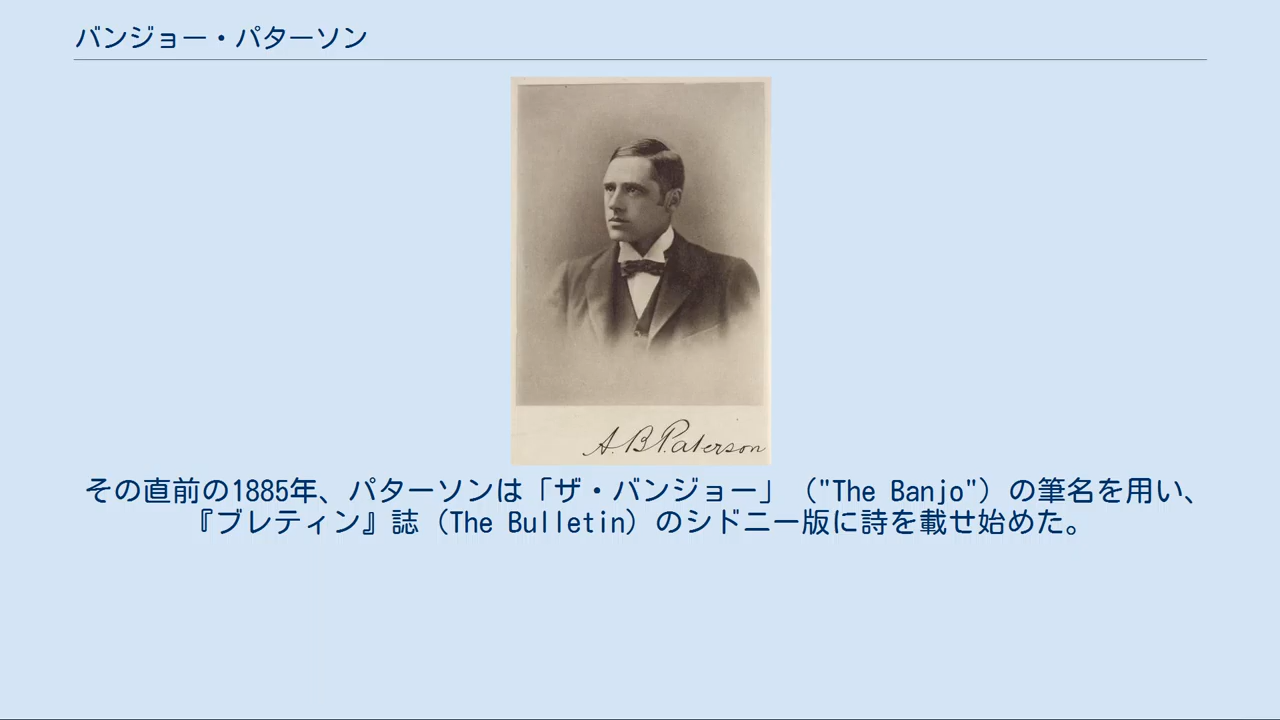 バンジョー・パターソン
A.B.Paterson
その直前の1885年、パターソンは「ザ・バンジョー」（"The Banjo"）の筆名を用い、
『ブレティン』誌（The Bulletin）のシドニー版に詩を載せ始めた。